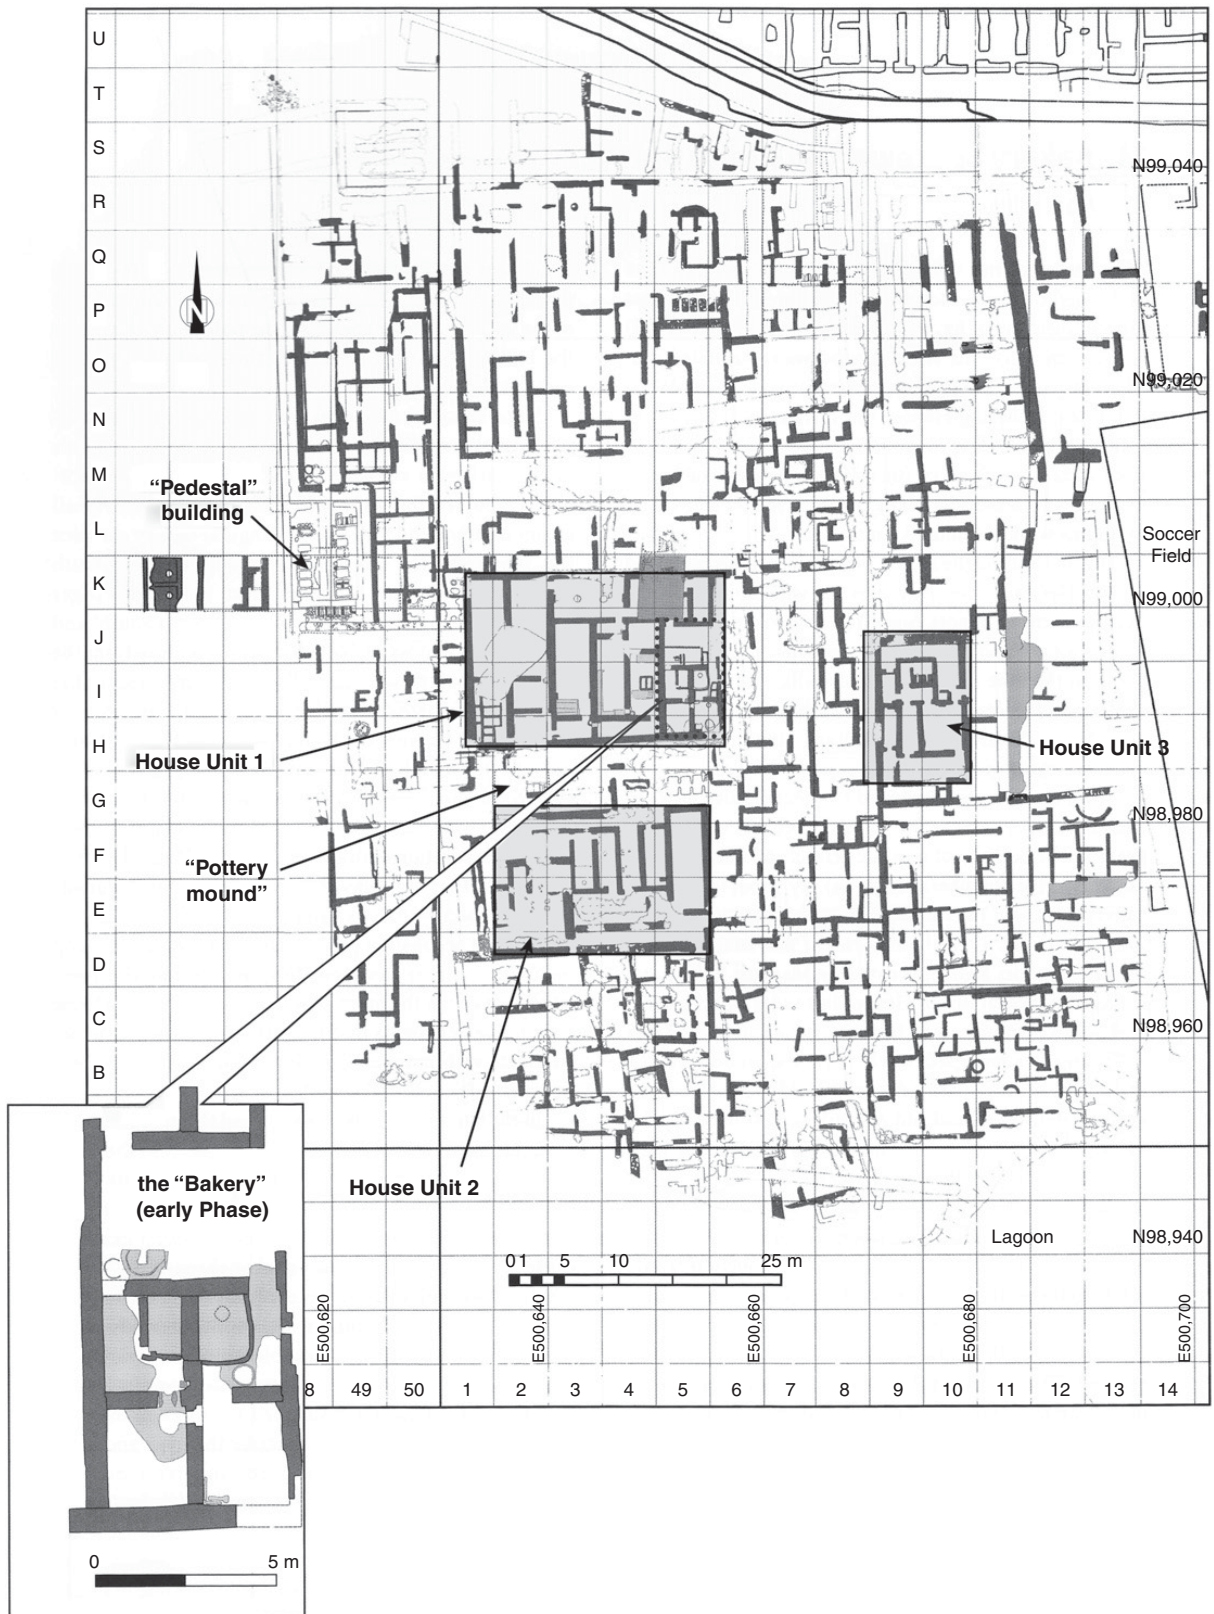 U
T
S
N99,040
R
Q
P
N
O
N99,020
N
M
“Pedestal”
building
L
Soccer
Field
K
N99,000
J
I
H
House Unit 1
House Unit 3
G
N98,980
F
“Pottery
mound”
E
D
C
N98,960
B
the “Bakery”
(early Phase)
House Unit 2
Lagoon
N98,940
0 1 5 10 25 m
E500,620
E500,640
E500,660
E500,680
E500,700
8 49 50 1 2 3 4 5 6 7 8 9 10 11 12 13 14
0 5 m